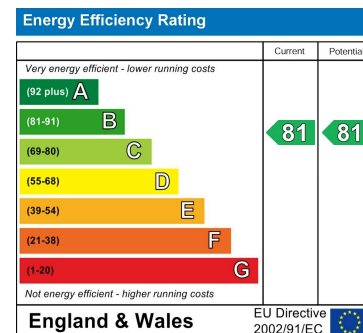 Energy Efficiency Rating
Current
Potential
Very energy efficient - lower running costs
(92 plus) A
(81-91) B
81
81
(69-80) C
(55-68) D
(39-54) E
(21-38) F
(1-20) G
Not energy efficient - higher running costs
England & Wales
EU Directive
2002/91/EC